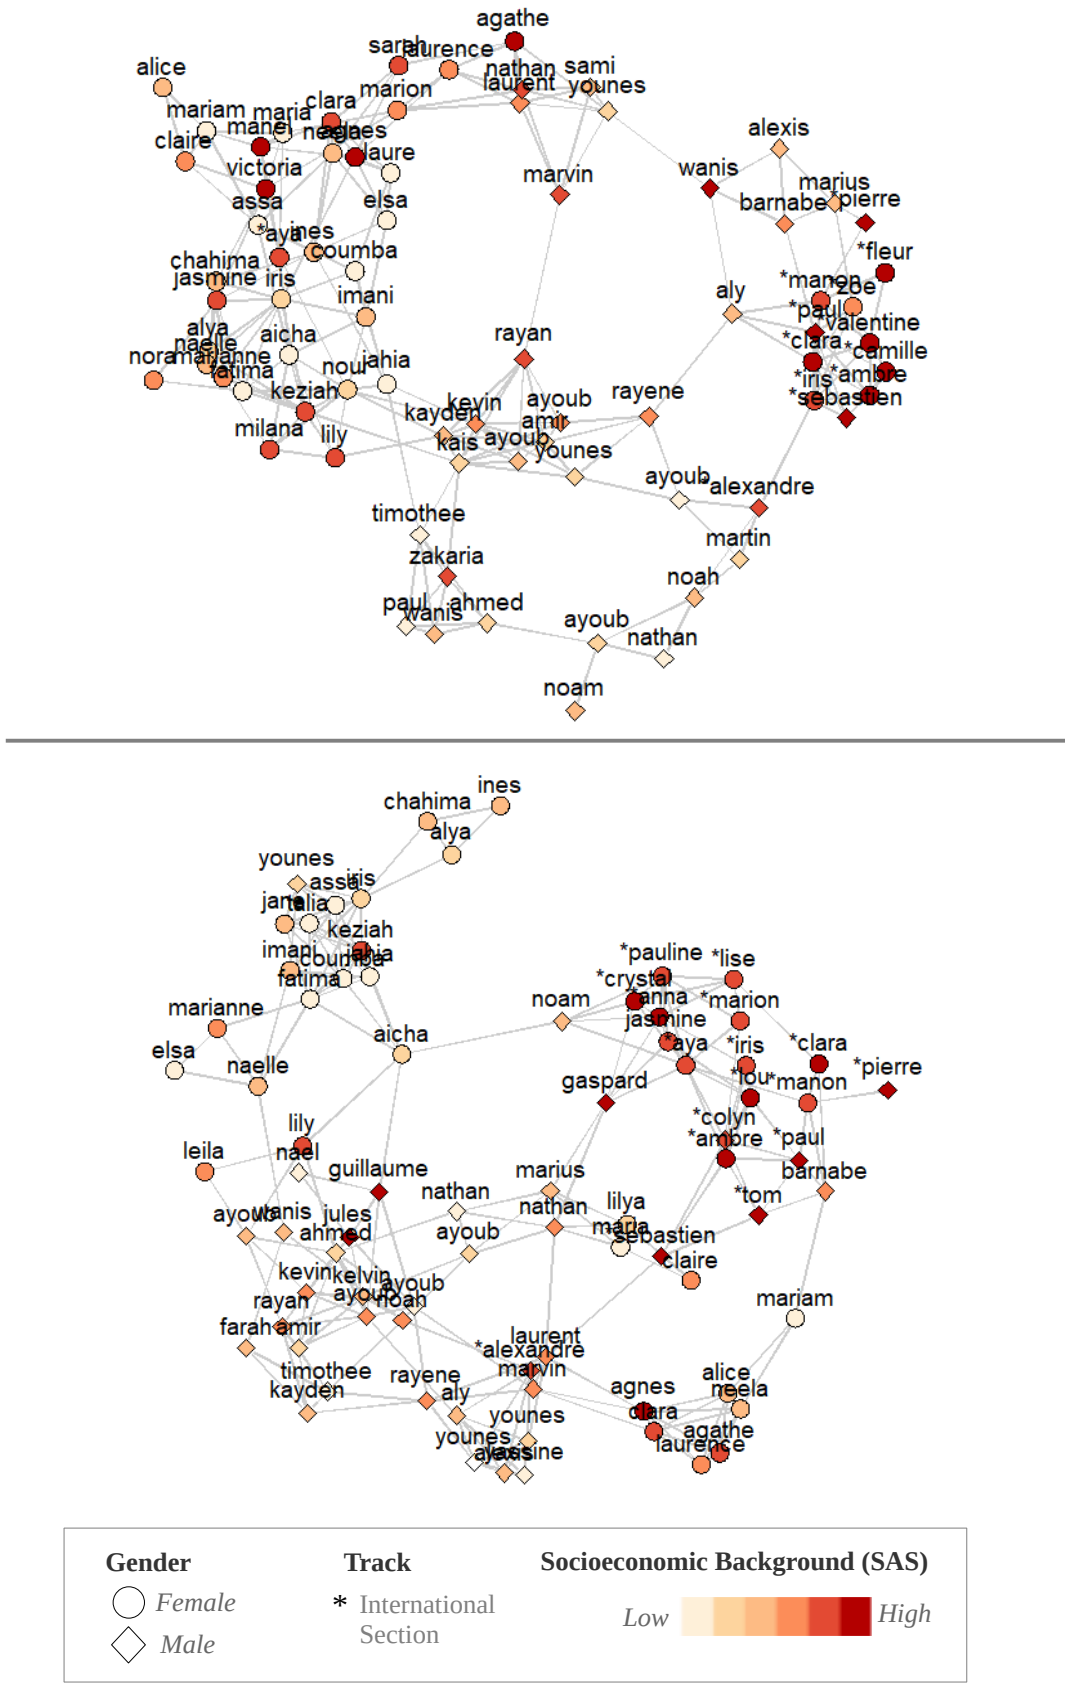 agathe
sarah
laurence
alice
nathan
sami
laurent
younes
marion
clara
mariam
maria
manel
neela
agnes
claire
laure
alexis
victoria
marvin
wanis
marius
assa
elsa
barnabe
*pierre
*aya
ines
coumba
*fleur
chahima
jasmine
iris
*manon
*zoe
imani
aly
*paul
*valentine
alya
aicha
rayan
*clara
naelle
nora
marianne
*camille
fatima
nour
jahia
*iris
*ambre
keziah
rayene
*sebastien
kayden
kevin
ayoub
milana
lily
amir
kais
ayoub
younes
ayoub
*alexandre
timothee
martin
zakaria
noah
paul
wanis
ahmed
ayoub
nathan
noam
ines
chahima
alya
younes
assa
iris
jane
talia
keziah
imani
coumba
jahia
fatima
*pauline
*lise
*crystal
*anna
*marion
noam
jasmine
marianne
aicha
*aya
*iris
*clara
elsa
naelle
*pierre
gaspard
*lou
*manon
lily
*colyn
nael
*ambre
*paul
leila
guillaume
marius
barnabe
nathan
lilya
*tom
nathan
ayoub
wanis
jules
maria
ahmed
ayoub
sebastien
claire
kevin
kelvin
ayoub
ayoub
noah
rayan
mariam
farah
amir
laurent
*alexandre
timothee
marvin
kayden
rayene
aly
agnes
alice
neela
clara
younes
agathe
younes
laurence
yassine
Gender
Female
Male
Track
* International
Section
Socioeconomic Background (SAS)
Low
High